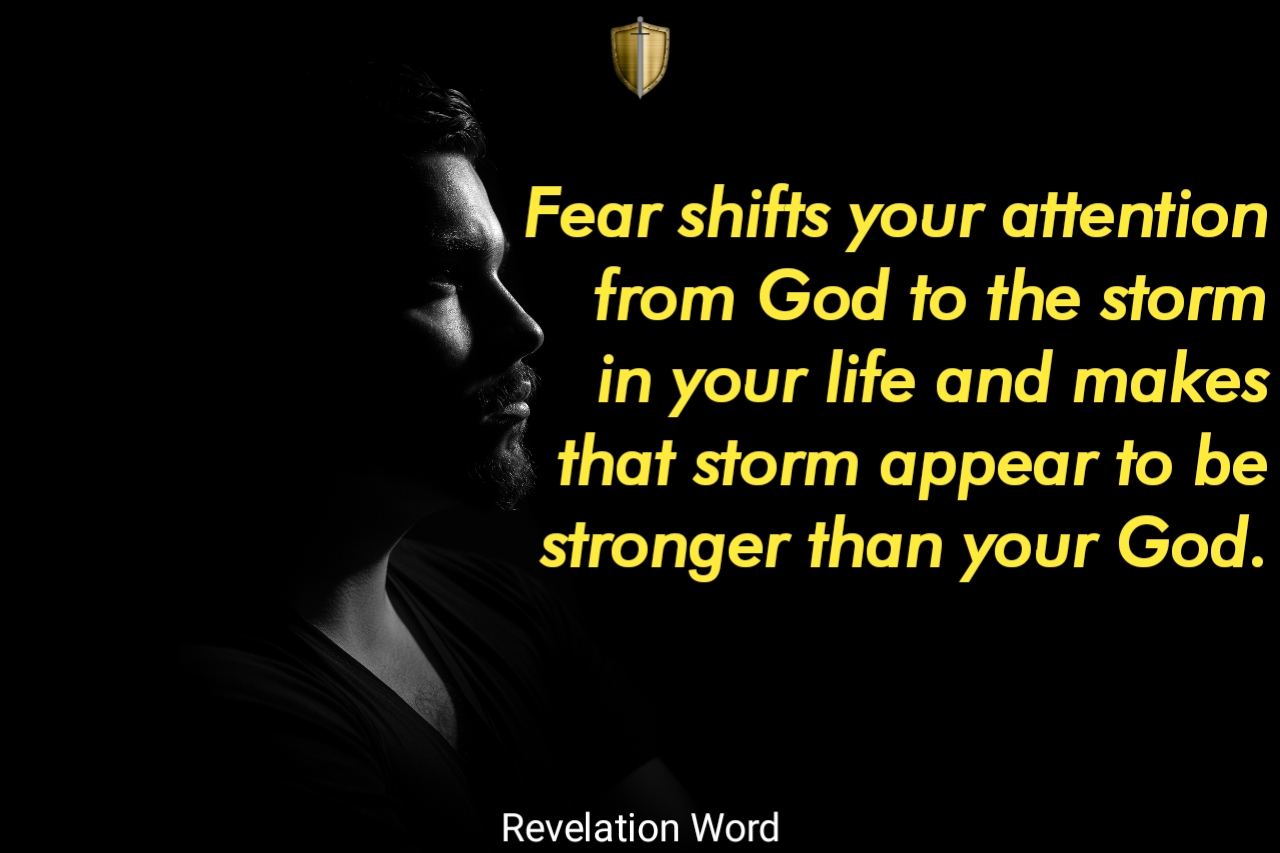 Fear shifts your attention
from God to the storm
in your life and makes
that storm appear to be
stronger than your God.
Revelation Word